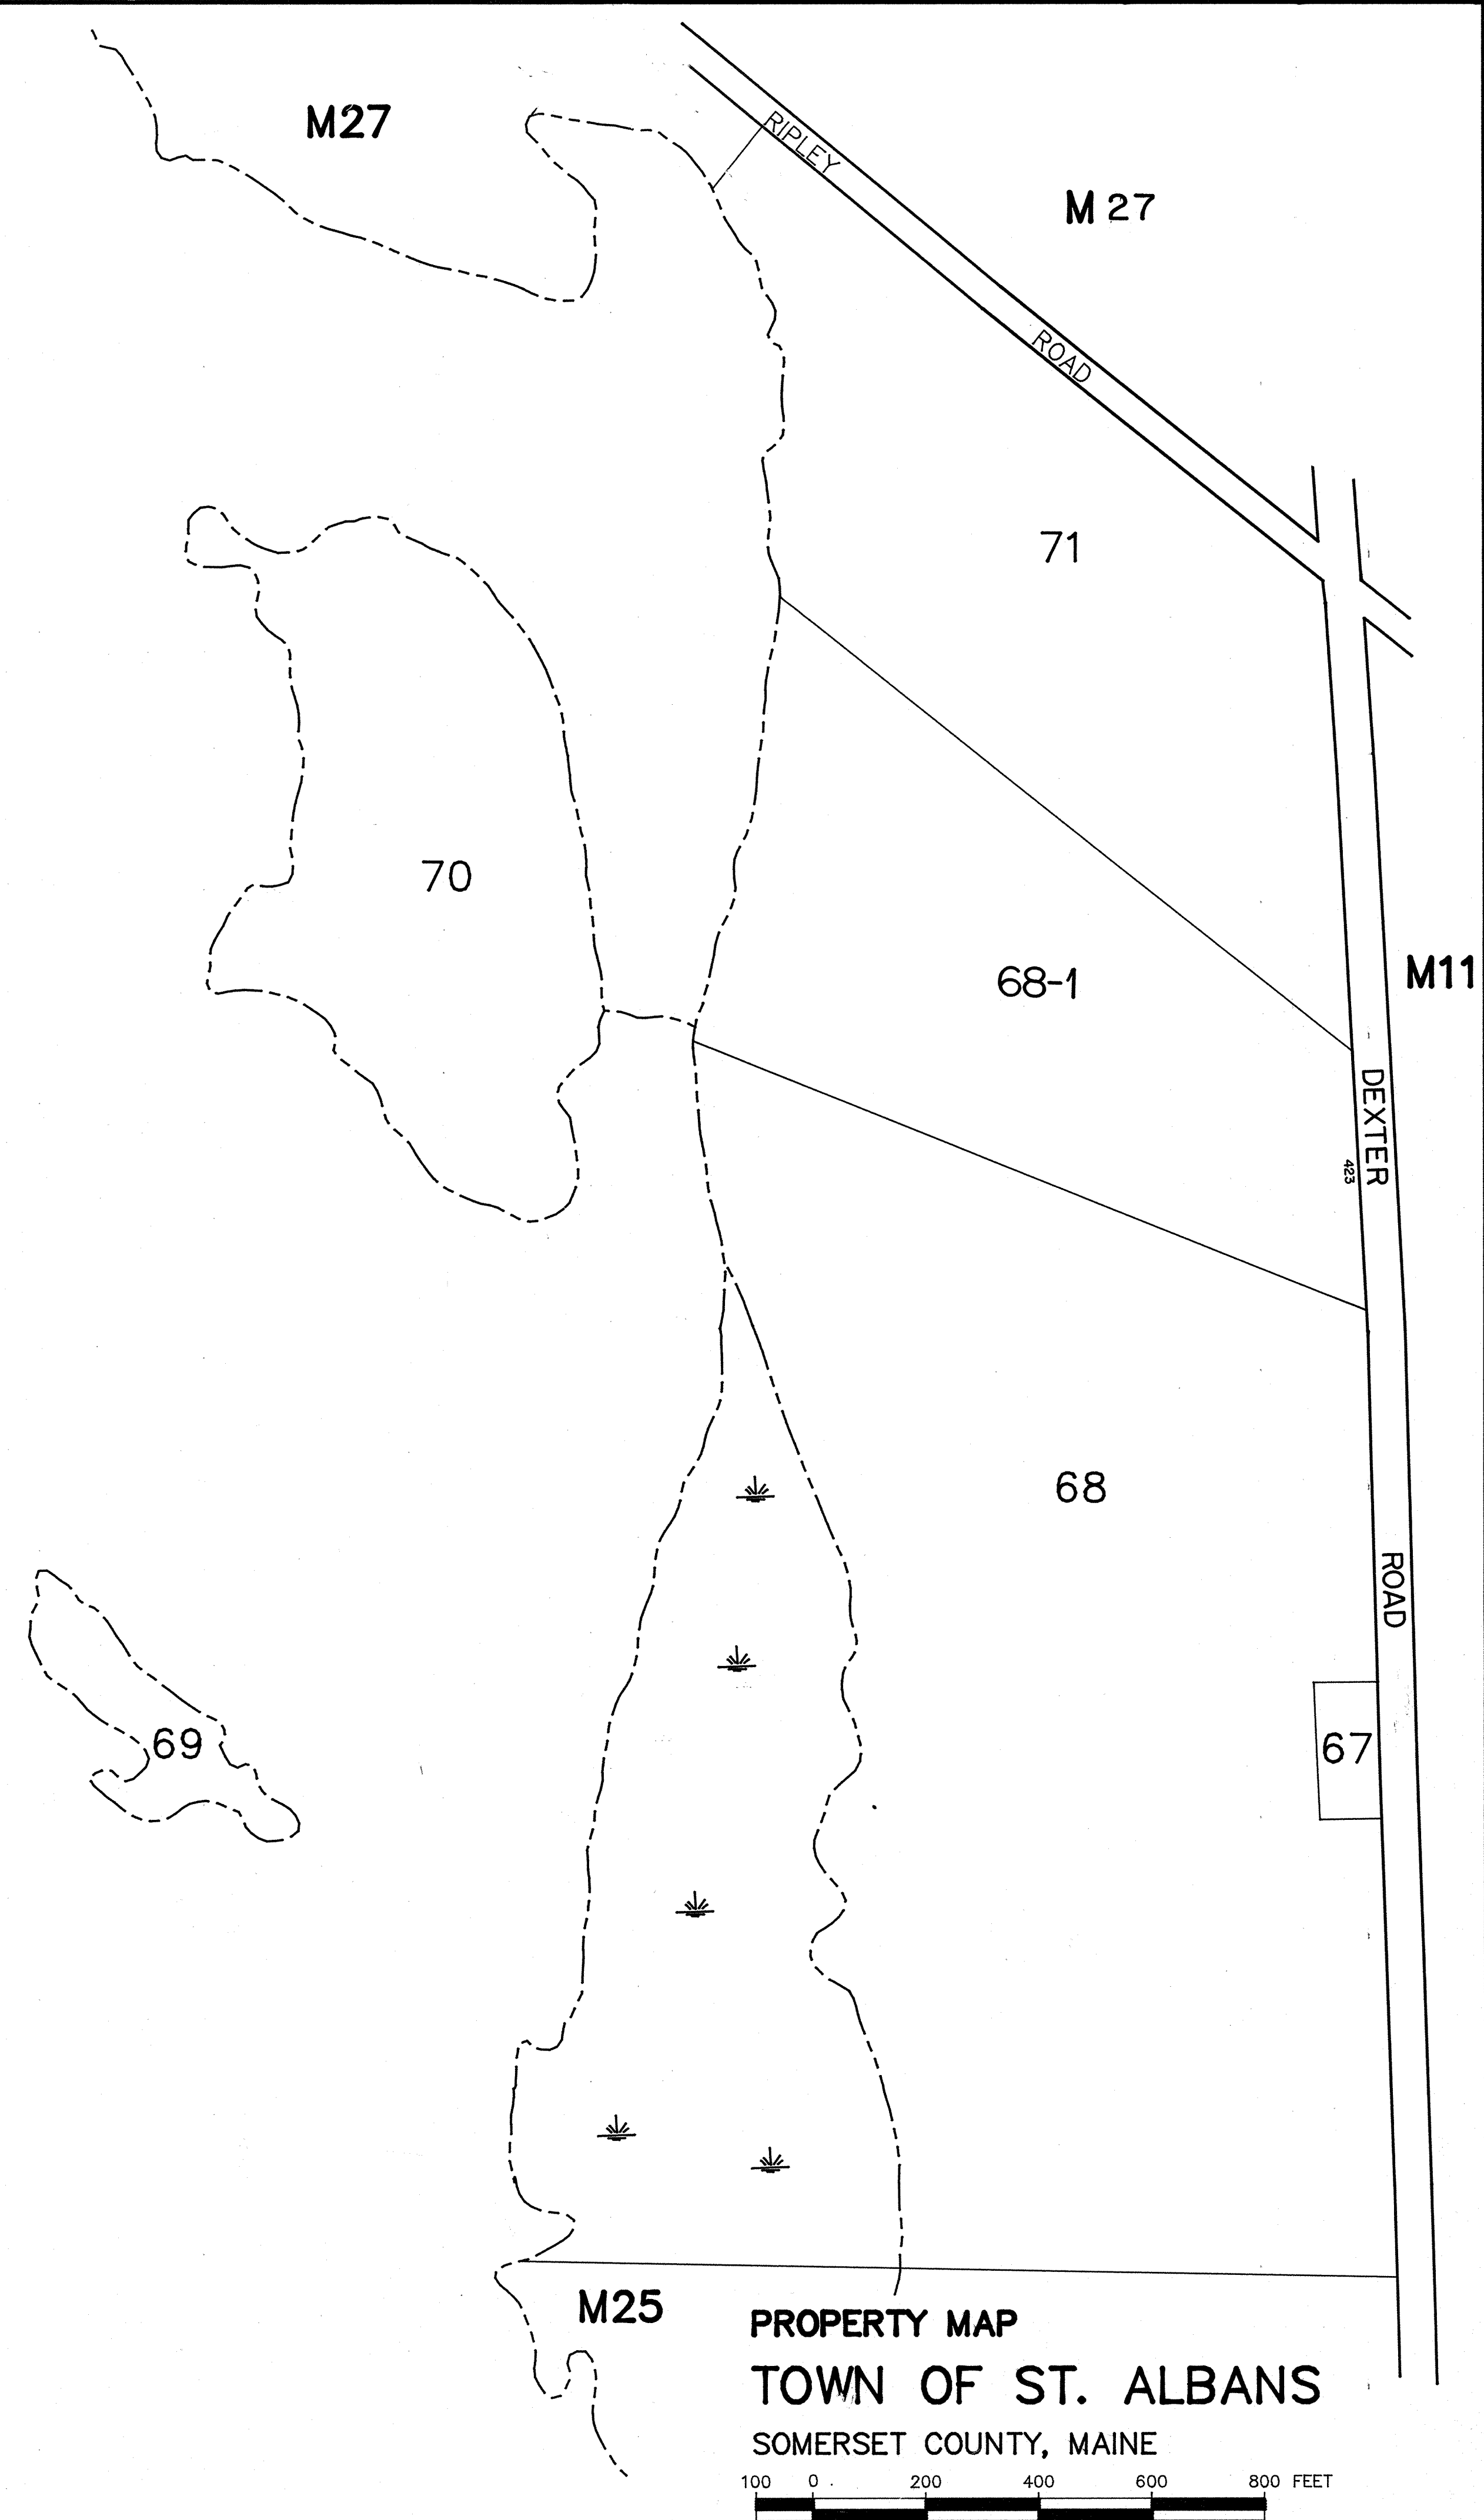 M27
RIPLEY
M 27
ROAD
71
70
68-1
M11
DEXTER
423
68
ROAD
69
67
M25
PROPERTY MAP
TOWN OF ST. ALBANS
SOMERSET COUNTY, MAINE
100 0 200 400 600 800 FEET